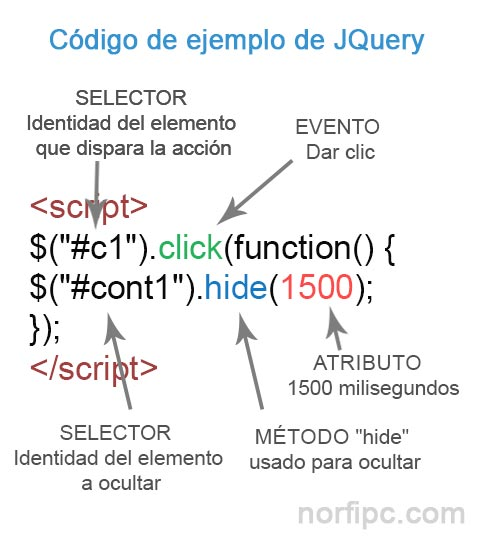 Código de ejemplo de JQuery
SELECTOR
Identidad del elemento
que dispara la acción
EVENTO
Dar clic
<script>
$("#c1").click(function() {
$("#cont1").hide(1500);
});
</script>
ATRIBUTO
1500 milisegundos
SELECTOR
Identidad del elemento
a ocultar
MÉTODO "hide"
usado para ocultar
norfipc.com